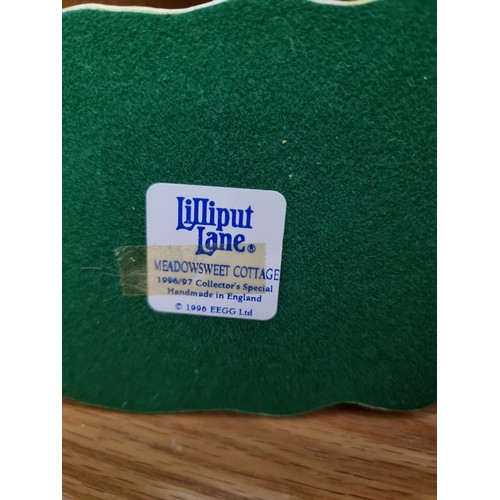 Lilliput
Lane®
MEADOWSWEET COTTAGE
1996/97 Collector's Special
Handmade in England
© 1996 EEGG Ltd